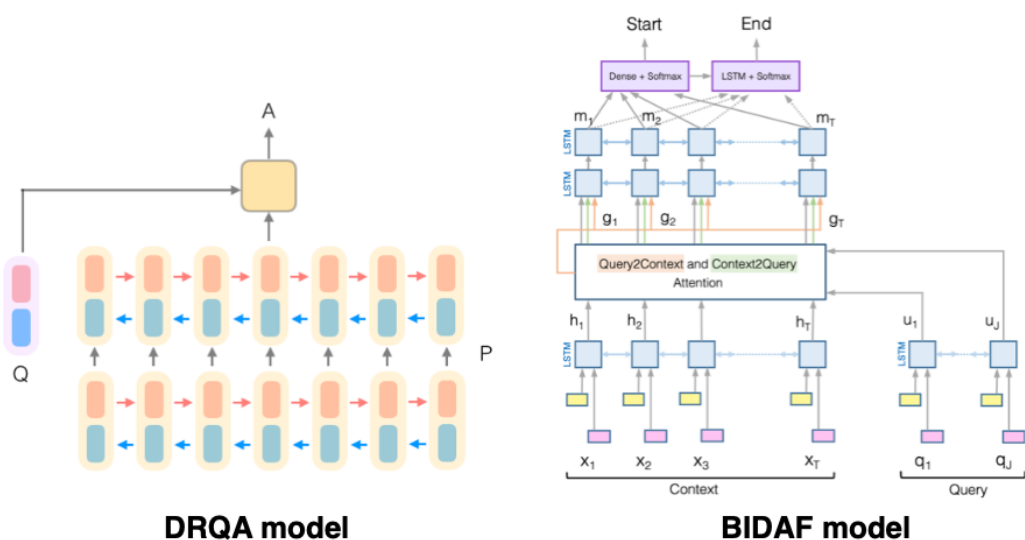 A
Q
P
DRQA model
Start
End
Dense + Softmax
LSTM + Softmax
m1
m2
mT
LSTM
LSTM
g1
g2
gT
Query2Context and Context2Query
Attention
h1
h2
hT
u1
uJ
LSTM
LSTM
x1
x2
x3
xT
q1
qJ
Context
Query
BIDAF model